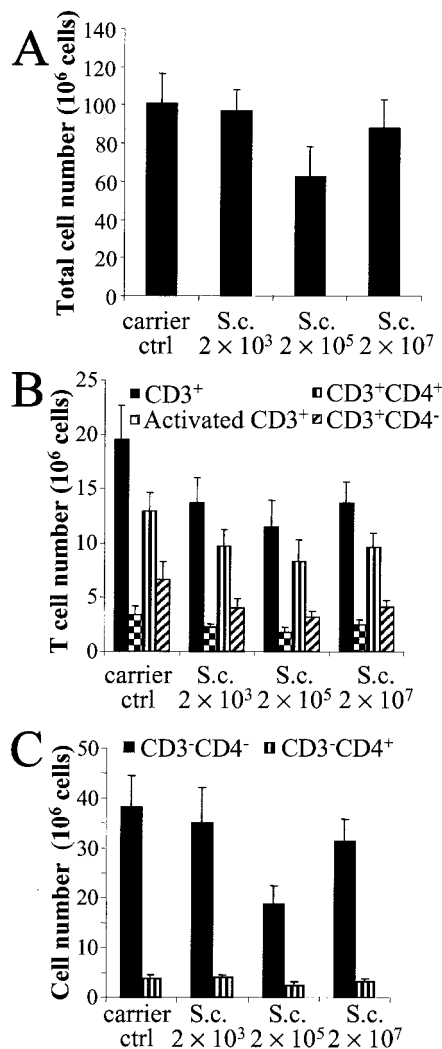 A
Total cell number (10⁶ cells)
140
120
100
80
60
40
20
0
carrier ctrl
S.c. 2 × 10³
S.c. 2 × 10⁵
S.c. 2 × 10⁷
B
T cell number (10⁶ cells)
25
20
15
10
5
0
CD3⁺
CD3⁺CD4⁺
Activated CD3⁺
CD3⁺CD4⁻
carrier ctrl
S.c. 2 × 10³
S.c. 2 × 10⁵
S.c. 2 × 10⁷
C
Cell number (10⁶ cells)
50
40
30
20
10
0
CD3⁻CD4⁻
CD3⁻CD4⁺
carrier ctrl
S.c. 2 × 10³
S.c. 2 × 10⁵
S.c. 2 × 10⁷